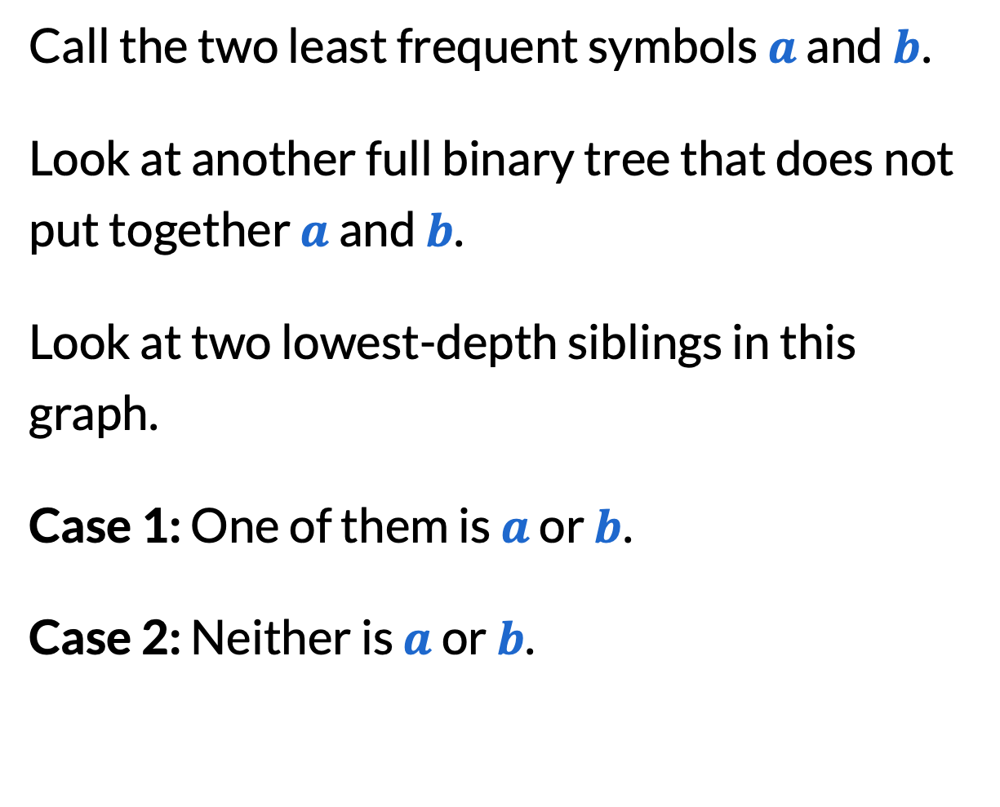 Call the two least frequent symbols a and b.
Look at another full binary tree that does not
put together a and b.
Look at two lowest-depth siblings in this
graph.
Case 1: One of them is a or b.
Case 2: Neither is a or b.